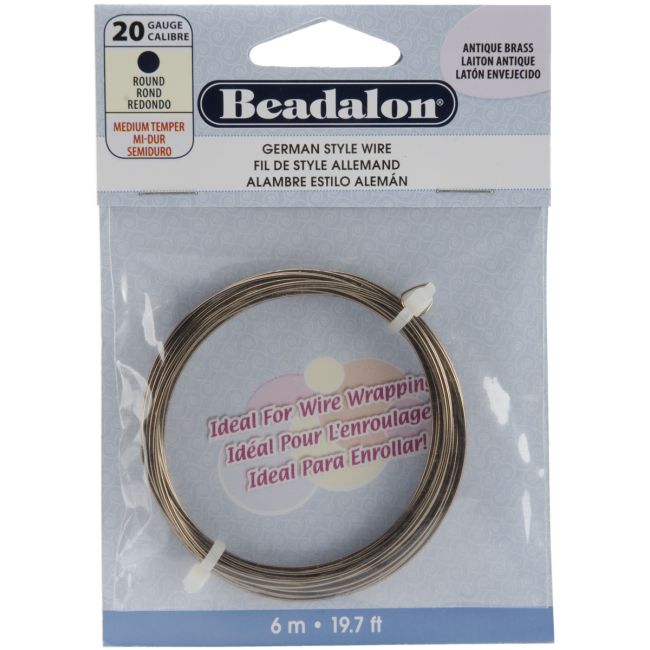 20 GAUGE
CALIBRE
ROUND
ROND
REDONDO
MEDIUM TEMPER
MI-DUR
SEMIDURO
ANTIQUE BRASS
LAITON ANTIQUE
LATÓN ENVEJECIDO
Beadalon®
GERMAN STYLE WIRE
FIL DE STYLE ALLEMAND
ALAMBRE ESTILO ALEMÁN
Ideal For Wire Wrapping
Idéal Pour L'enroulage
Ideal Para Enrollar!
6 m • 19.7 ft